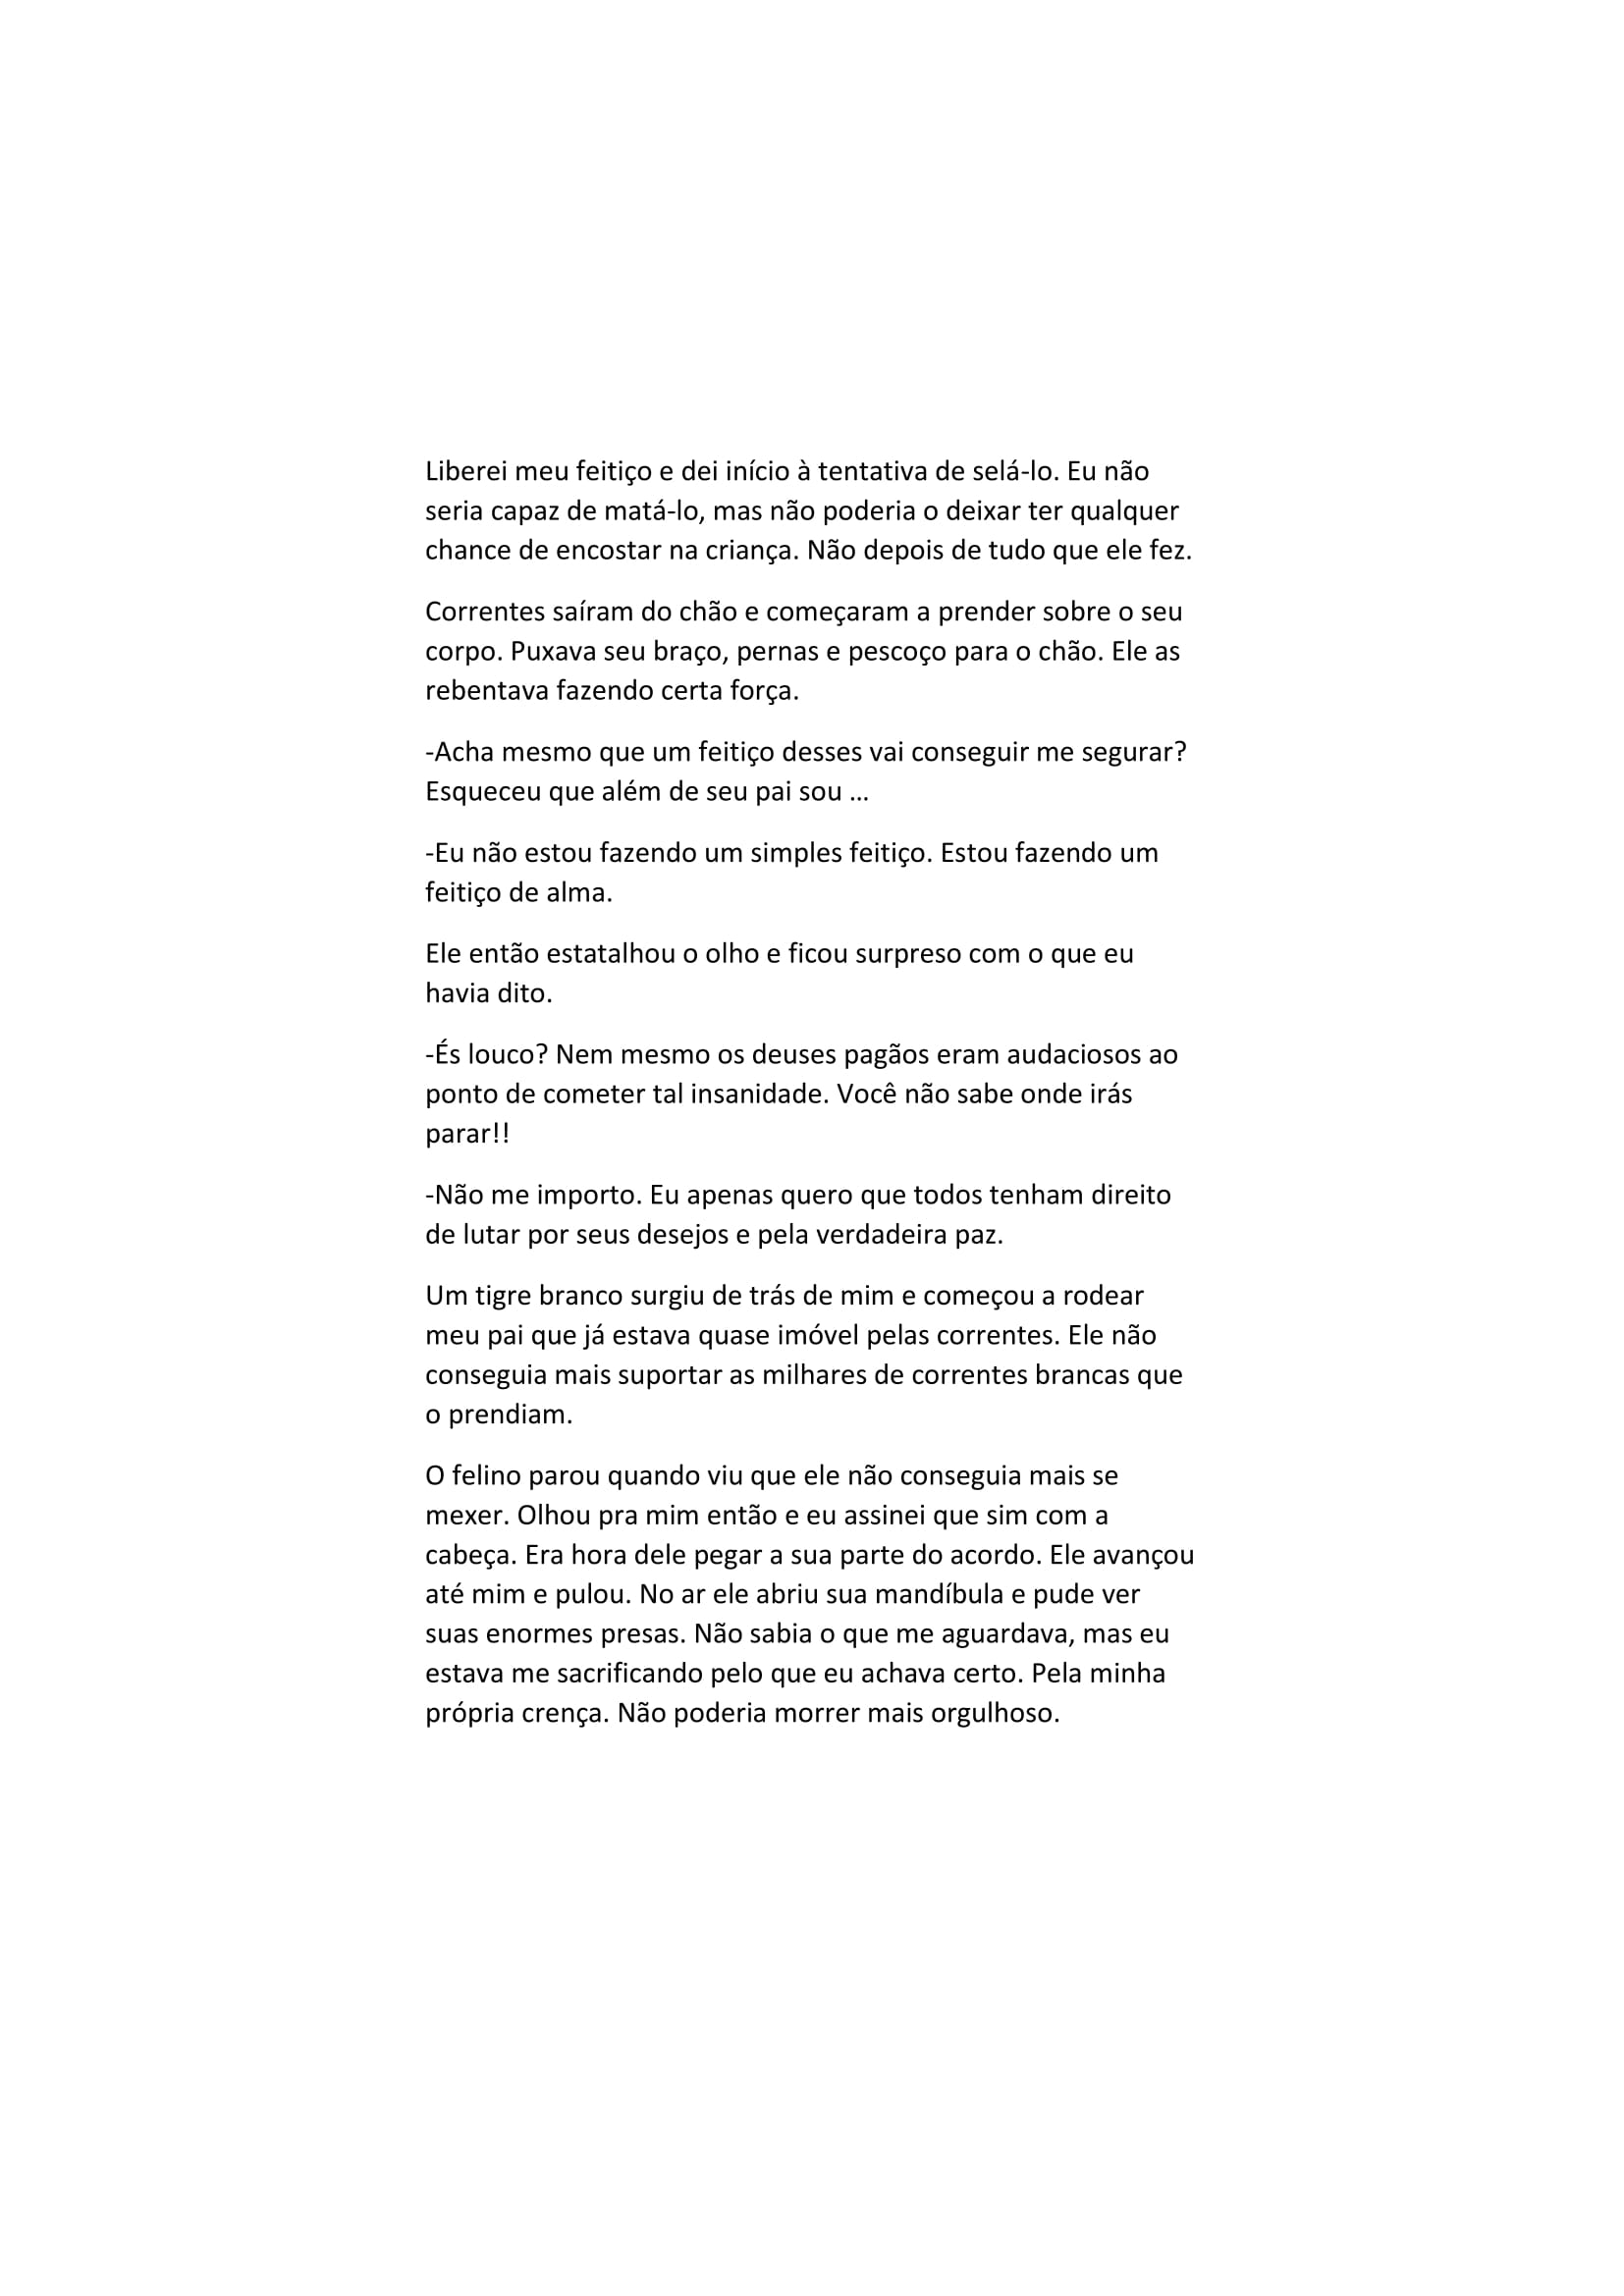 Liberei meu feitiço e dei início à tentativa de selá-lo. Eu não
seria capaz de matá-lo, mas não poderia o deixar ter qualquer
chance de encostar na criança. Não depois de tudo que ele fez.
Correntes saíram do chão e começaram a prender sobre o seu
corpo. Puxava seu braço, pernas e pescoço para o chão. Ele as
rebentava fazendo certa força.
-Acha mesmo que um feitiço desses vai conseguir me segurar?
Esqueceu que além de seu pai sou ...
-Eu não estou fazendo um simples feitiço. Estou fazendo um
feitiço de alma.
Ele então estatalhou o olho e ficou surpreso com o que eu
havia dito.
-És louco? Nem mesmo os deuses pagãos eram audaciosos ao
ponto de cometer tal insanidade. Você não sabe onde irás
parar!!
-Não me importo. Eu apenas quero que todos tenham direito
de lutar por seus desejos e pela verdadeira paz.
Um tigre branco surgiu de trás de mim e começou a rodear
meu pai que já estava quase imóvel pelas correntes. Ele não
conseguia mais suportar as milhares de correntes brancas que
o prendiam.
O felino parou quando viu que ele não conseguia mais se
mexer. Olhou pra mim então e eu assinei que sim com a
cabeça. Era hora dele pegar a sua parte do acordo. Ele avançou
até mim e pulou. No ar ele abriu sua mandíbula e pude ver
suas enormes presas. Não sabia o que me aguardava, mas eu
estava me sacrificando pelo que eu achava certo. Pela minha
própria crença. Não poderia morrer mais orgulhoso.